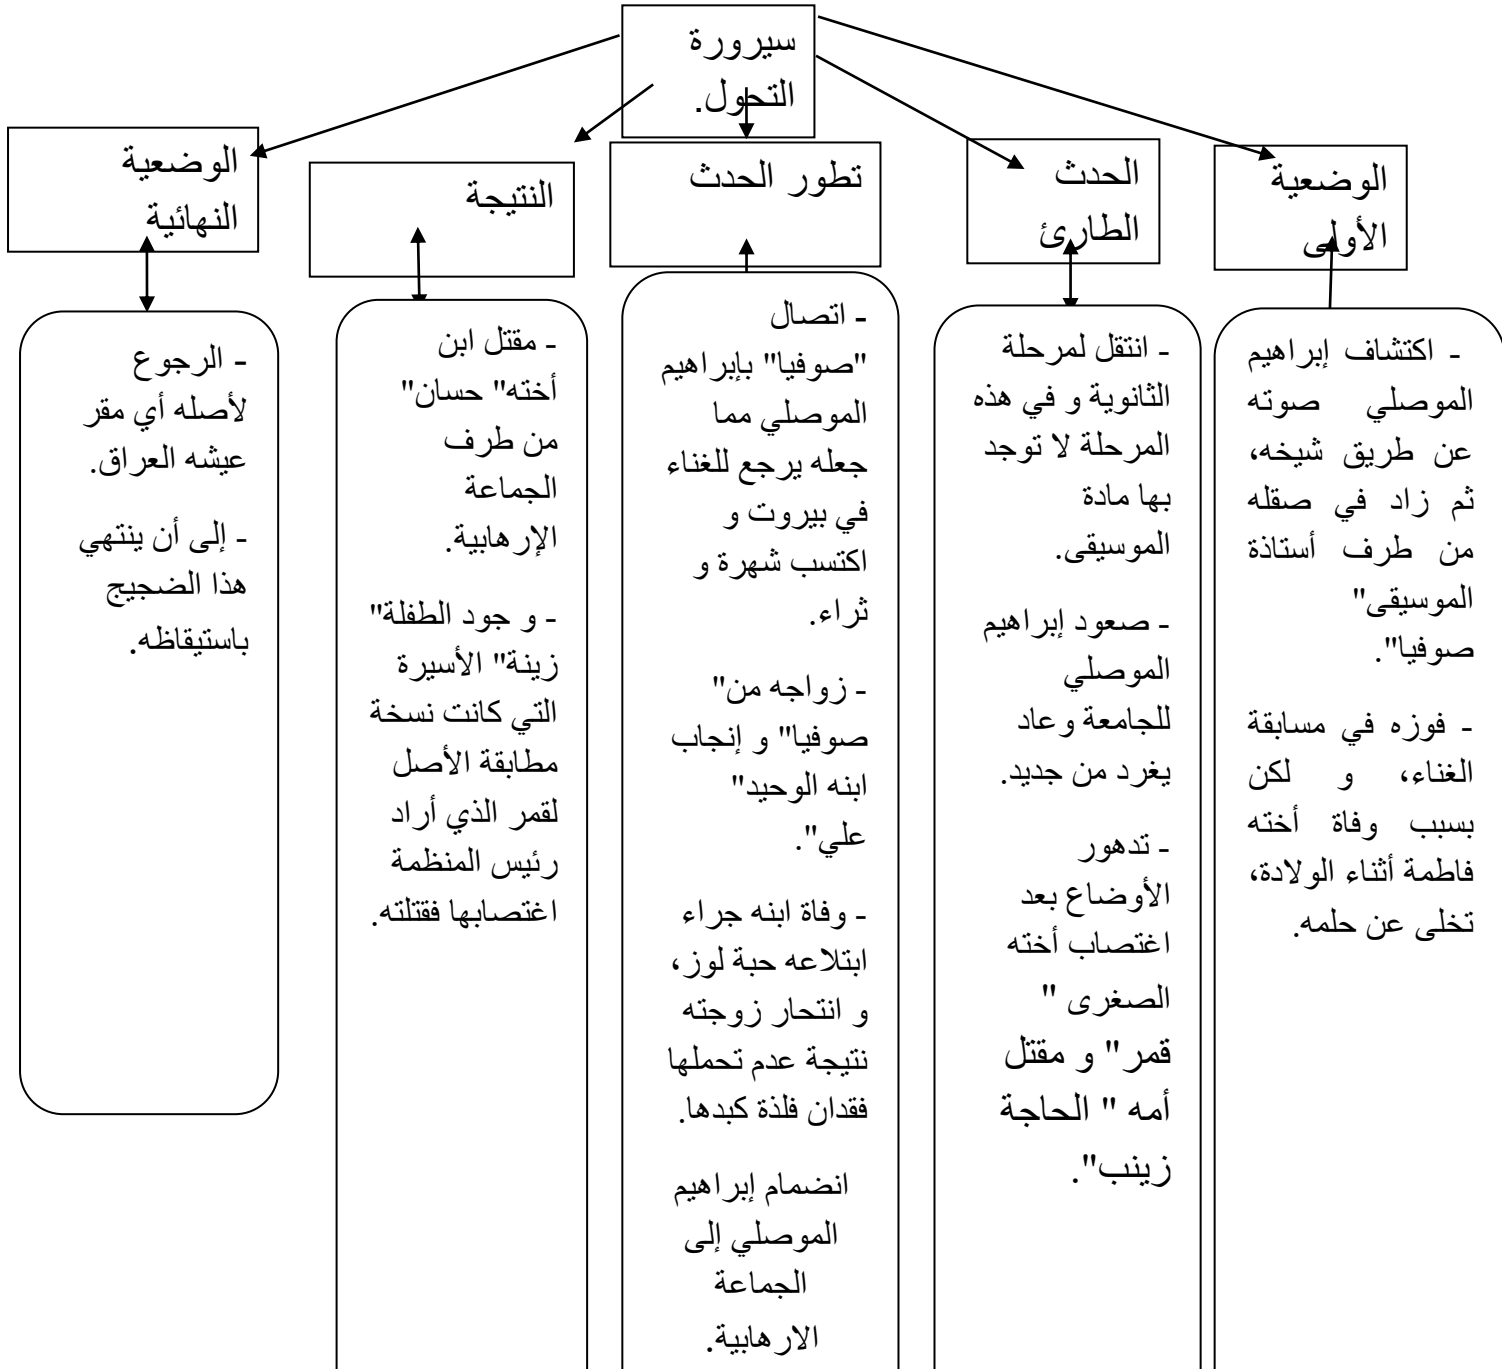 سيرورة
التحول.
الوضعية
الأولى
الحدث
الطارئ
تطور الحدث
النتيجة
الوضعية
النهائية
- اكتشاف إبراهيم
الموصلي صوته
عن طريق شيخه،
ثم زاد في صقله
من طرف أستاذة
الموسيقى"
صوفيا".
- فوزه في مسابقة
الغناء، و لكن
بسبب وفاة أخته
فاطمة أثناء الولادة،
تخلى عن حلمه.
- انتقل لمرحلة
الثانوية و في هذه
المرحلة لا توجد
بها مادة
الموسيقى.
- صعود إبراهيم
الموصلي
للجامعة وعاد
يغرد من جديد.
- تدهور
الأوضاع بعد
اغتصاب أخته
الصغرى "
قمر" و مقتل
أمه " الحاجة
زينب".
- اتصال
"صوفيا" بإبراهيم
الموصلي مما
جعله يرجع للغناء
في بيروت و
اكتسب شهرة و
ثراء.
- زواجه من"
صوفيا" و إنجاب
ابنه الوحيد"
علي".
- وفاة ابنه جراء
ابتلاعه حبة لوز،
و انتحار زوجته
نتيجة عدم تحملها
فقدان فلذة كبدها.
انضمام إبراهيم
الموصلي إلى
الجماعة
الارهابية.
- مقتل ابن
أخته" حسان"
من طرف
الجماعة
الإرهابية.
- و جود الطفلة"
زينة" الأسيرة
التي كانت نسخة
مطابقة الأصل
لقمر الذي أراد
رئيس المنظمة
اغتصابها فقتلته.
- الرجوع
لأصله أي مقر
عيشه العراق.
- إلى أن ينتهي
هذا الضجيج
باستيقاظه.